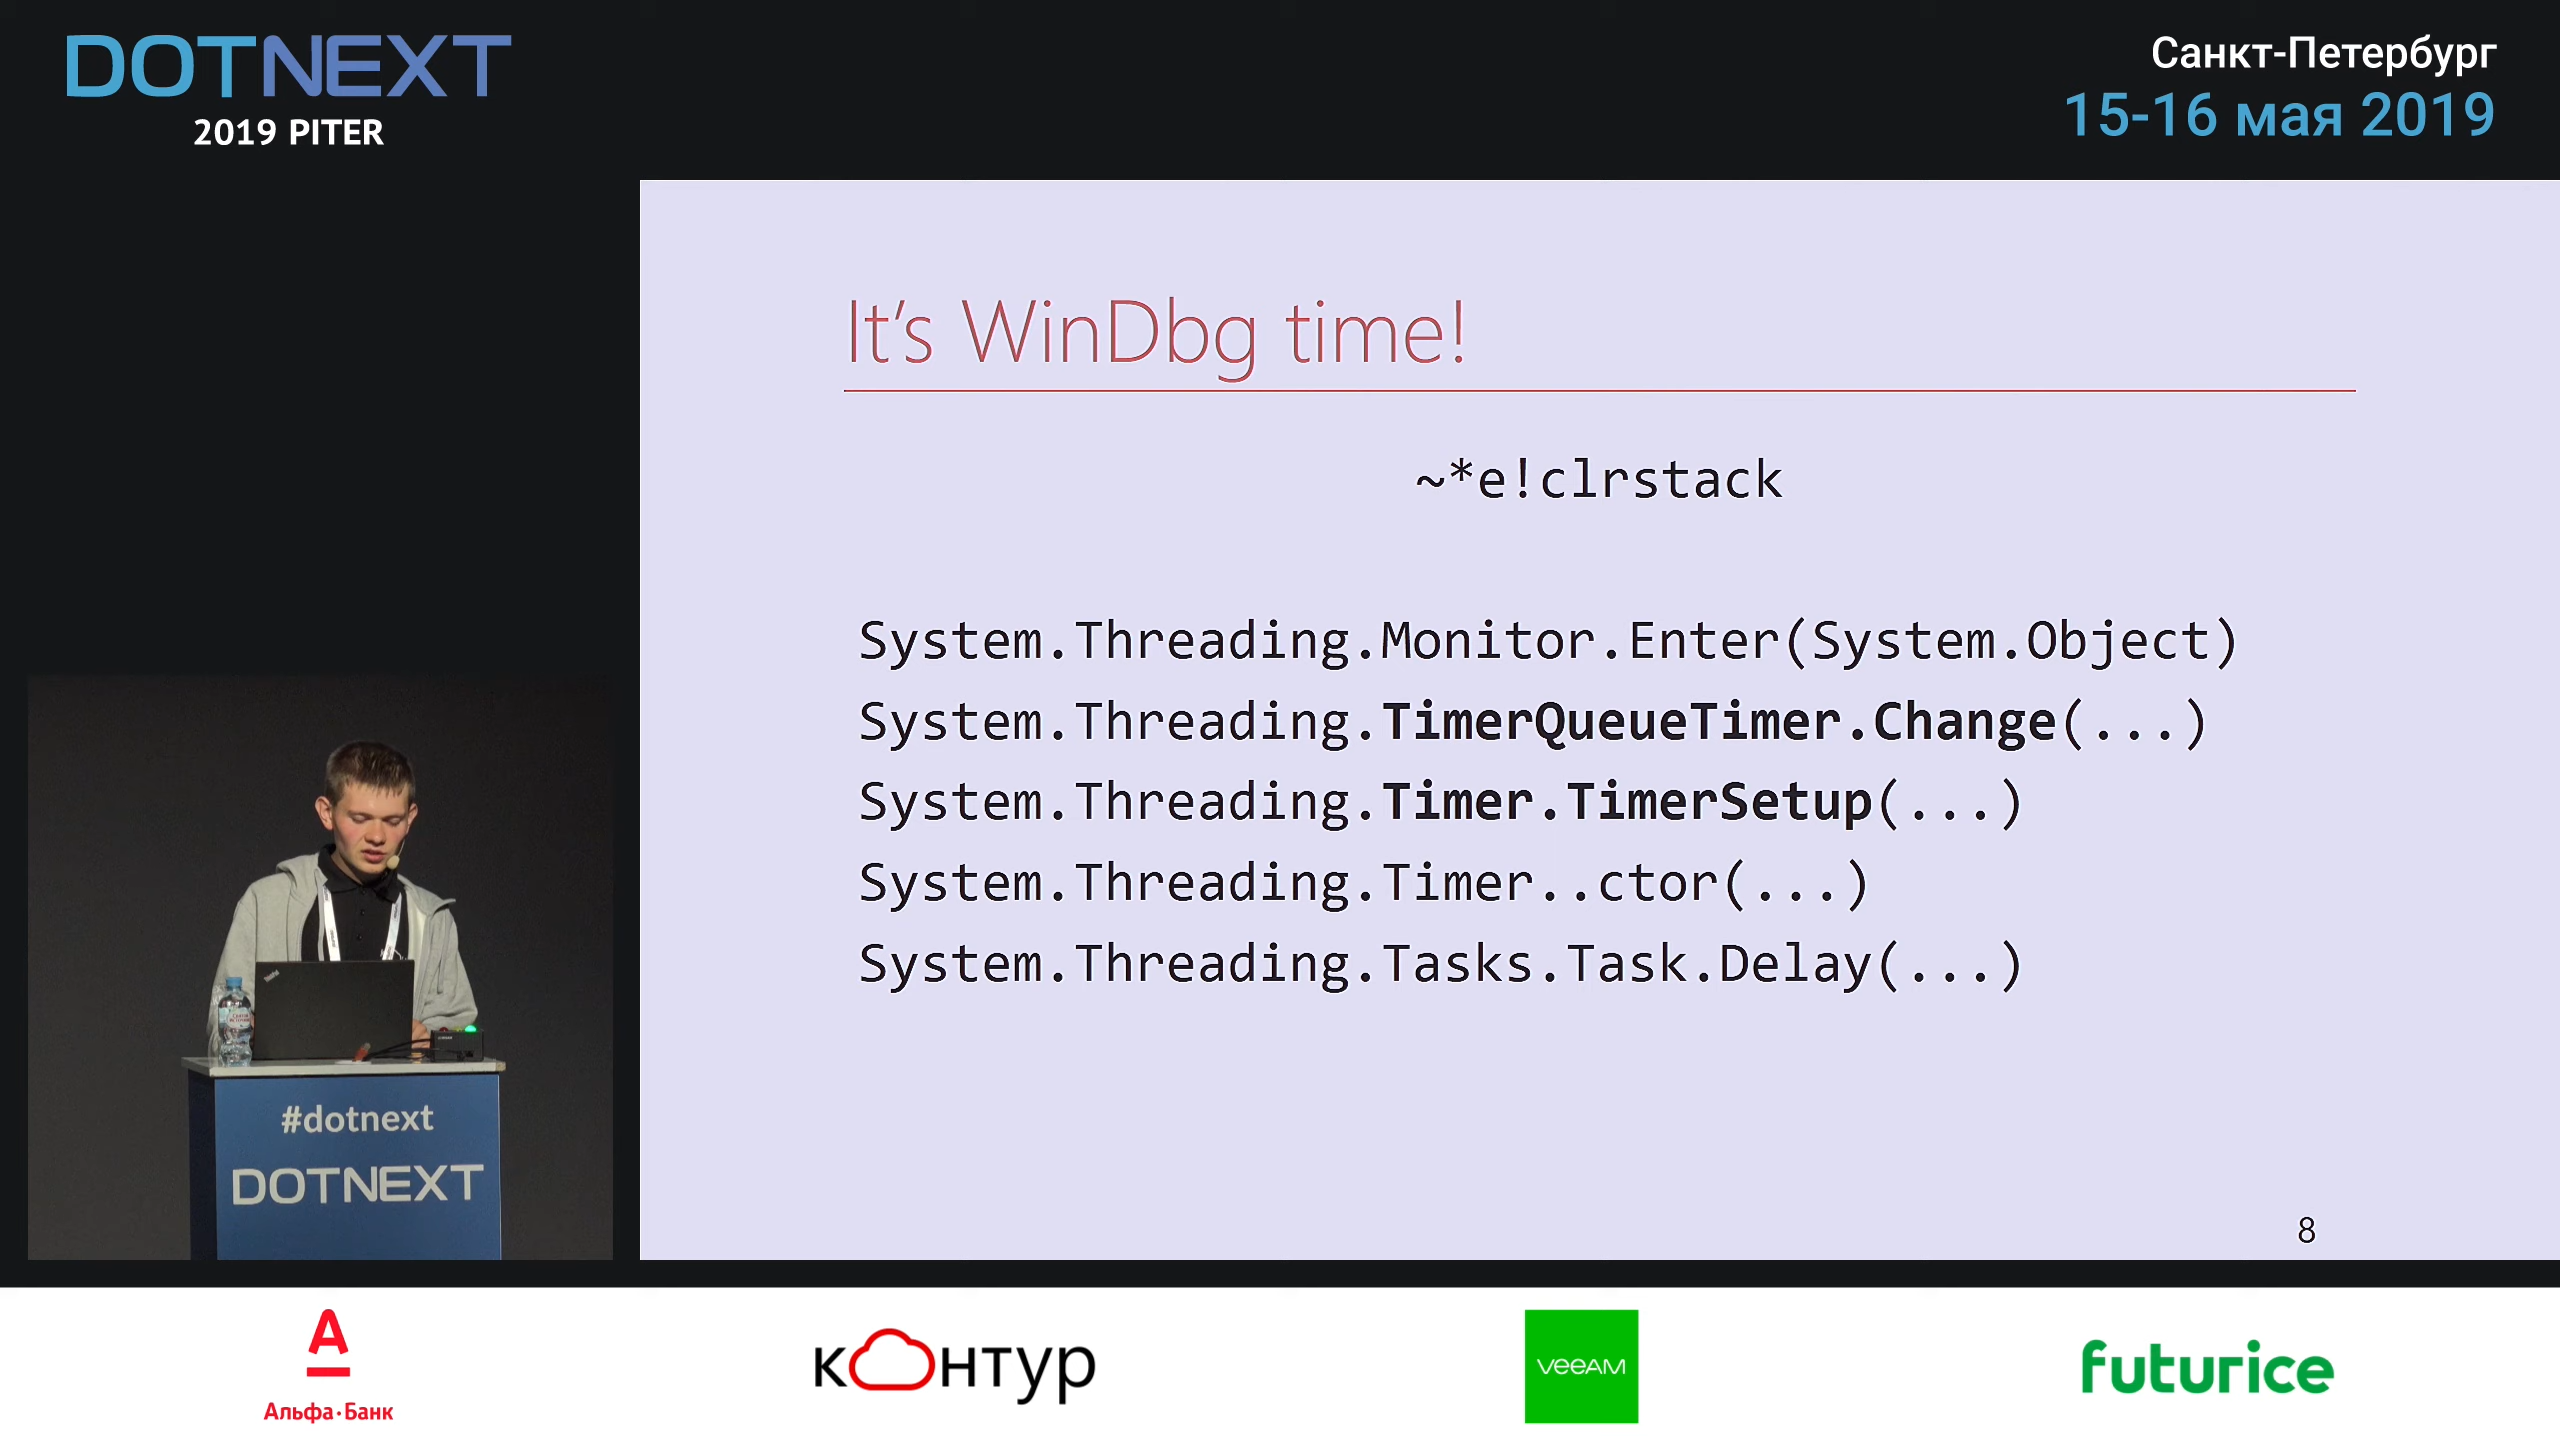 DOTNEXT
2019 PITER
Санкт-Петербург
15-16 мая 2019
It's WinDbg time!
~*e!clrstack
System.Threading.Monitor.Enter(System.Object)
System.Threading.TimerQueueTimer.Change(...)
System.Threading.Timer.TimerSetup(...)
System.Threading.Timer..ctor(...)
System.Threading.Tasks.Task.Delay(...)
8
ThinkPad
#dotnext
DOTNEXT
А
Альфа·Банк
контур
veeAM
futurice